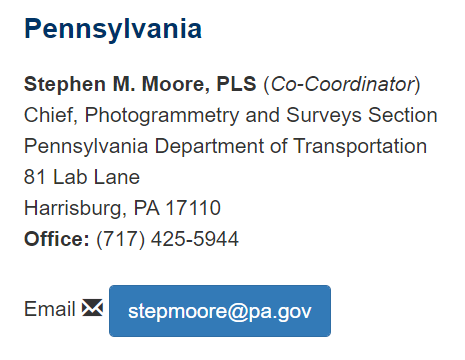 Pennsylvania
Stephen M. Moore, PLS (Co-Coordinator)
Chief, Photogrammetry and Surveys Section
Pennsylvania Department of Transportation
81 Lab Lane
Harrisburg, PA 17110
Office: (717) 425-5944
Email stepmoore@pa.gov